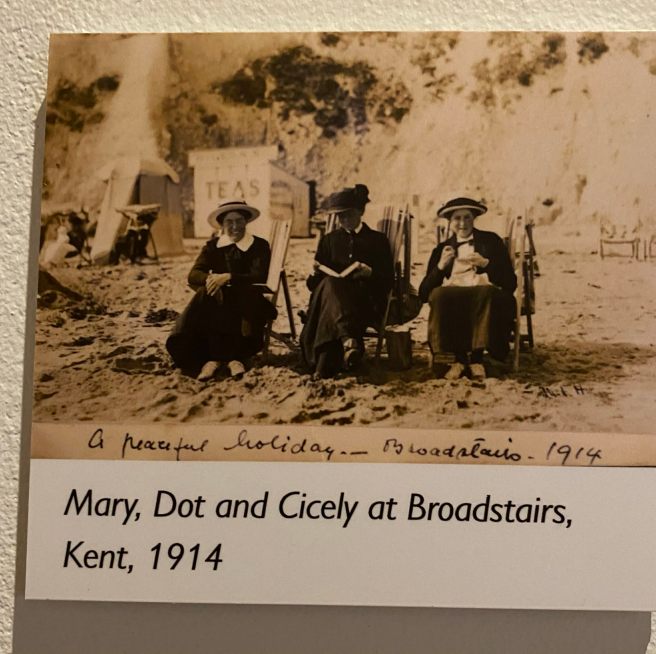 TEAS
A peaceful holiday. — Broadstairs. 1914
Mary, Dot and Cicely at Broadstairs,
Kent, 1914